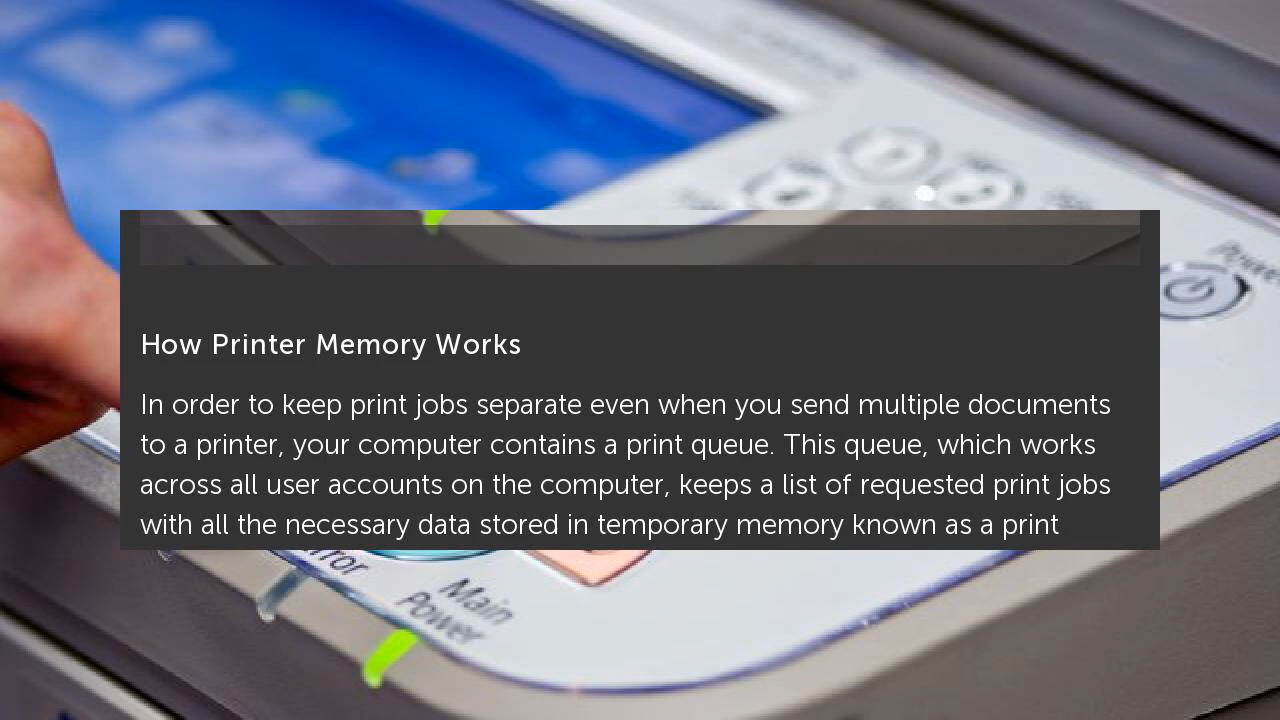 Power
How Printer Memory Works
In order to keep print jobs separate even when you send multiple documents
to a printer, your computer contains a print queue. This queue, which works
across all user accounts on the computer, keeps a list of requested print jobs
with all the necessary data stored in temporary memory known as a print
Main
Power